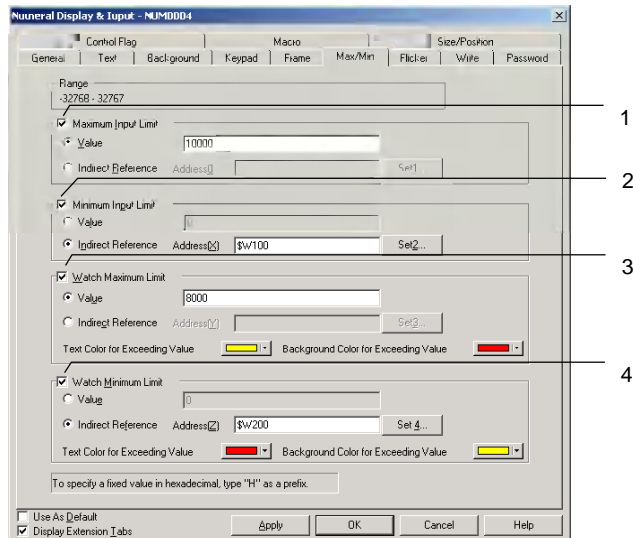 Nuuneral Display & Iuput - NUM0004
Control Flag Macro Size/Position
General Text Background Keypad Frame Max/Min Flicker Write Password
Range
-32768 - 32767
1
Maximum Input Limit
Value 10000
Indirect Reference Address(I) Set1...
2
Minimum Input Limit
Value
Indirect Reference Address(X) $W100 Set2...
3
Watch Maximum Limit
Value 8000
Indirect Reference Address(Y) Set3...
Text Color for Exceeding Value Background Color for Exceeding Value
4
Watch Minimum Limit
Value 0
Indirect Reference Address(Z) $W200 Set 4...
Text Color for Exceeding Value Background Color for Exceeding Value
To specify a fixed value in hexadecimal, type "H" as a prefix.
Use As Default
Display Extension Tabs
Apply OK Cancel Help